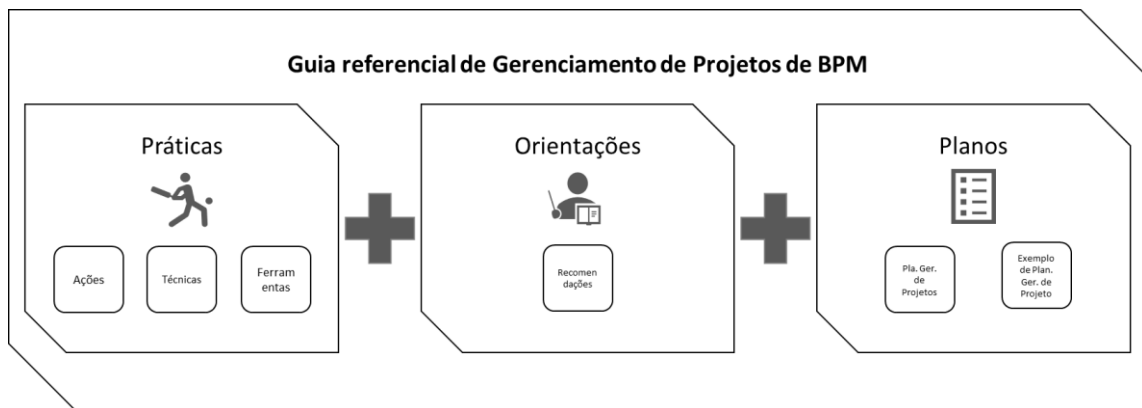 Guia referencial de Gerenciamento de Projetos de BPM
Práticas
Ações
Técnicas
Ferram
entas
Orientações
Recomen
dações
Planos
Pla. Ger.
de
Projetos
Exemplo
de Plan.
Ger. de
Projeto